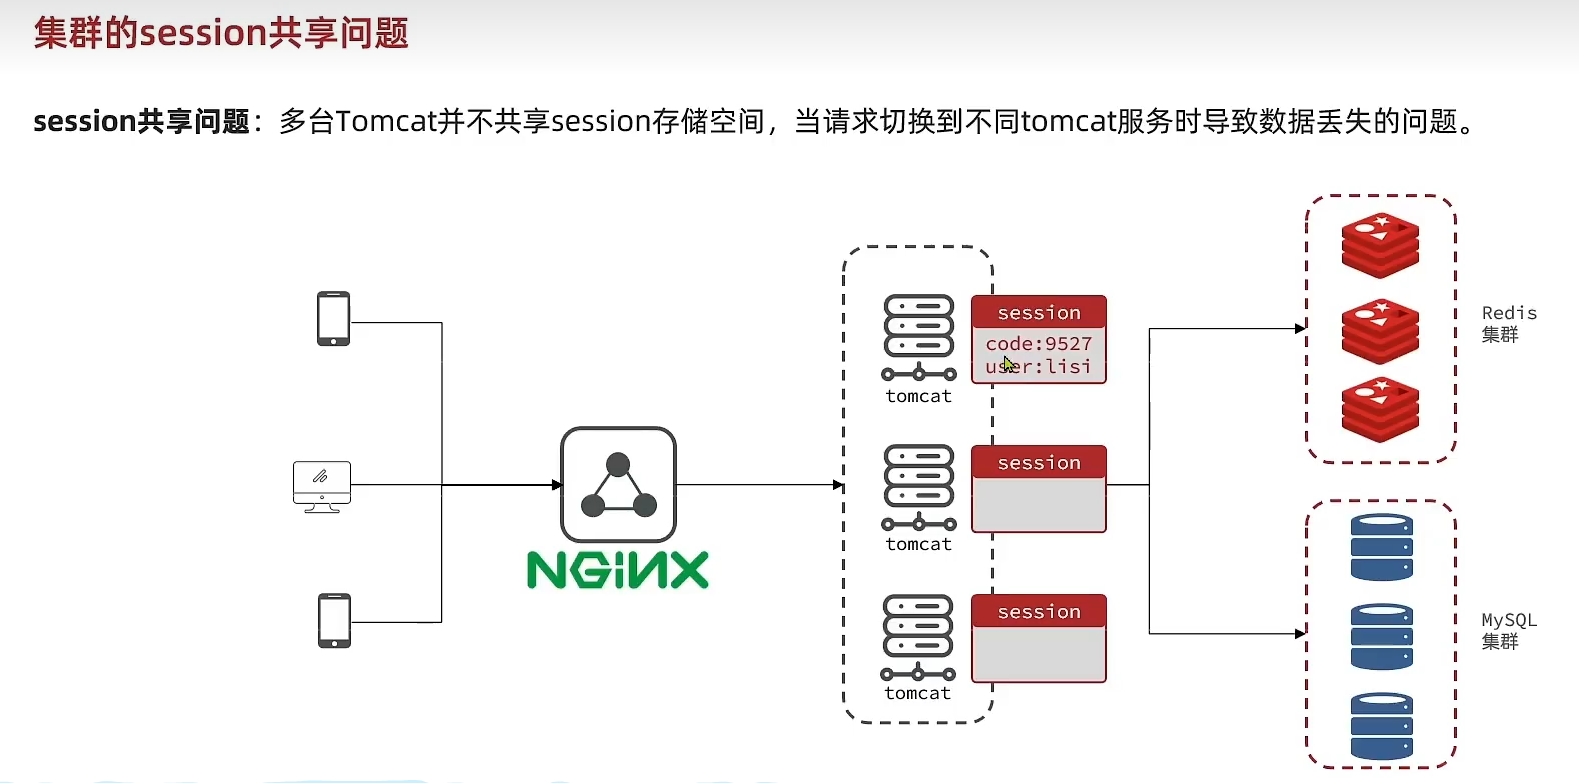 集群的session共享问题
session共享问题：多台Tomcat并不共享session存储空间，当请求切换到不同tomcat服务时导致数据丢失的问题。
session
code:9527
user:lisi
tomcat
session
tomcat
session
tomcat
NGINX
Redis
集群
MySQL
集群